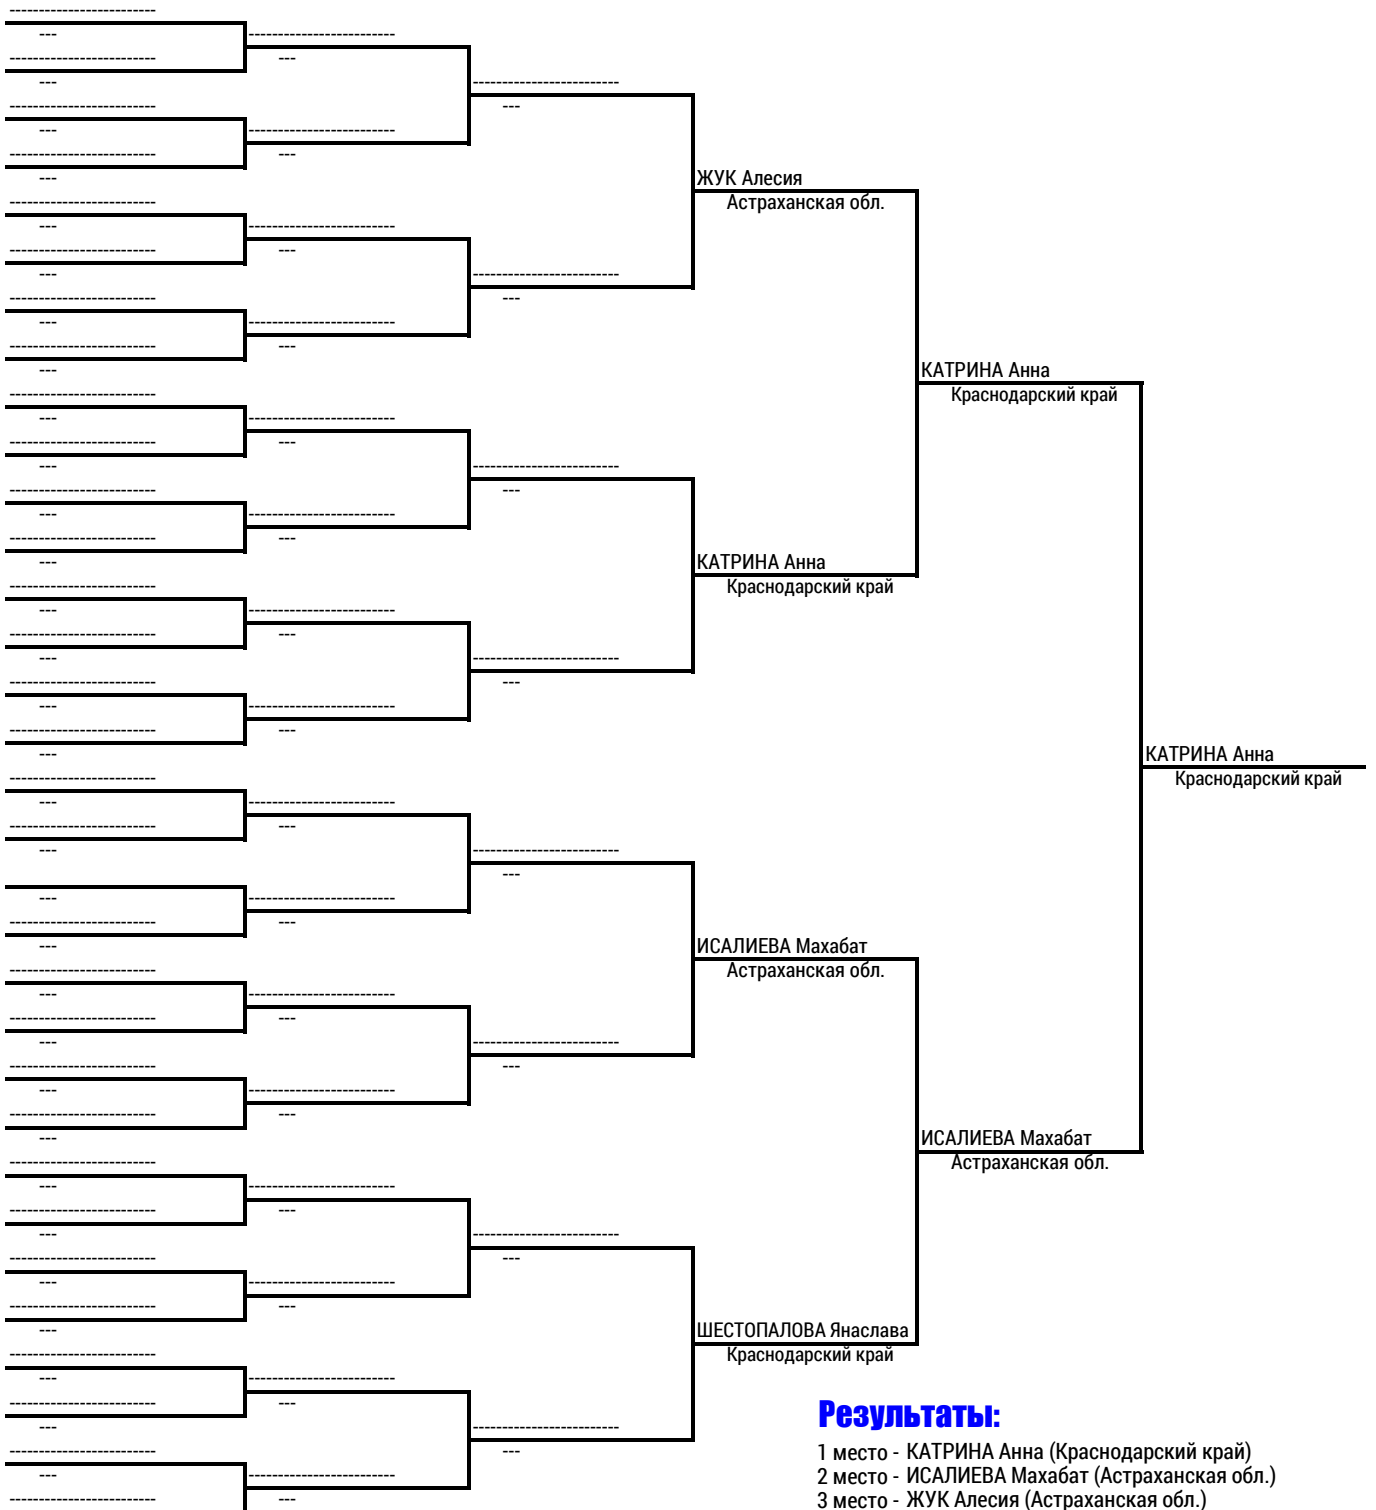 ЖУК Алесия
Астраханская обл.
КАТРИНА Анна
Краснодарский край
КАТРИНА Анна
Краснодарский край
КАТРИНА Анна
Краснодарский край
ИСАЛИЕВА Махабат
Астраханская обл.
ИСАЛИЕВА Махабат
Астраханская обл.
ШЕСТОПАЛОВА Янаслава
Краснодарский край
Результаты:
1 место - КАТРИНА Анна (Краснодарский край)
2 место - ИСАЛИЕВА Махабат (Астраханская обл.)
3 место - ЖУК Алесия (Астраханская обл.)